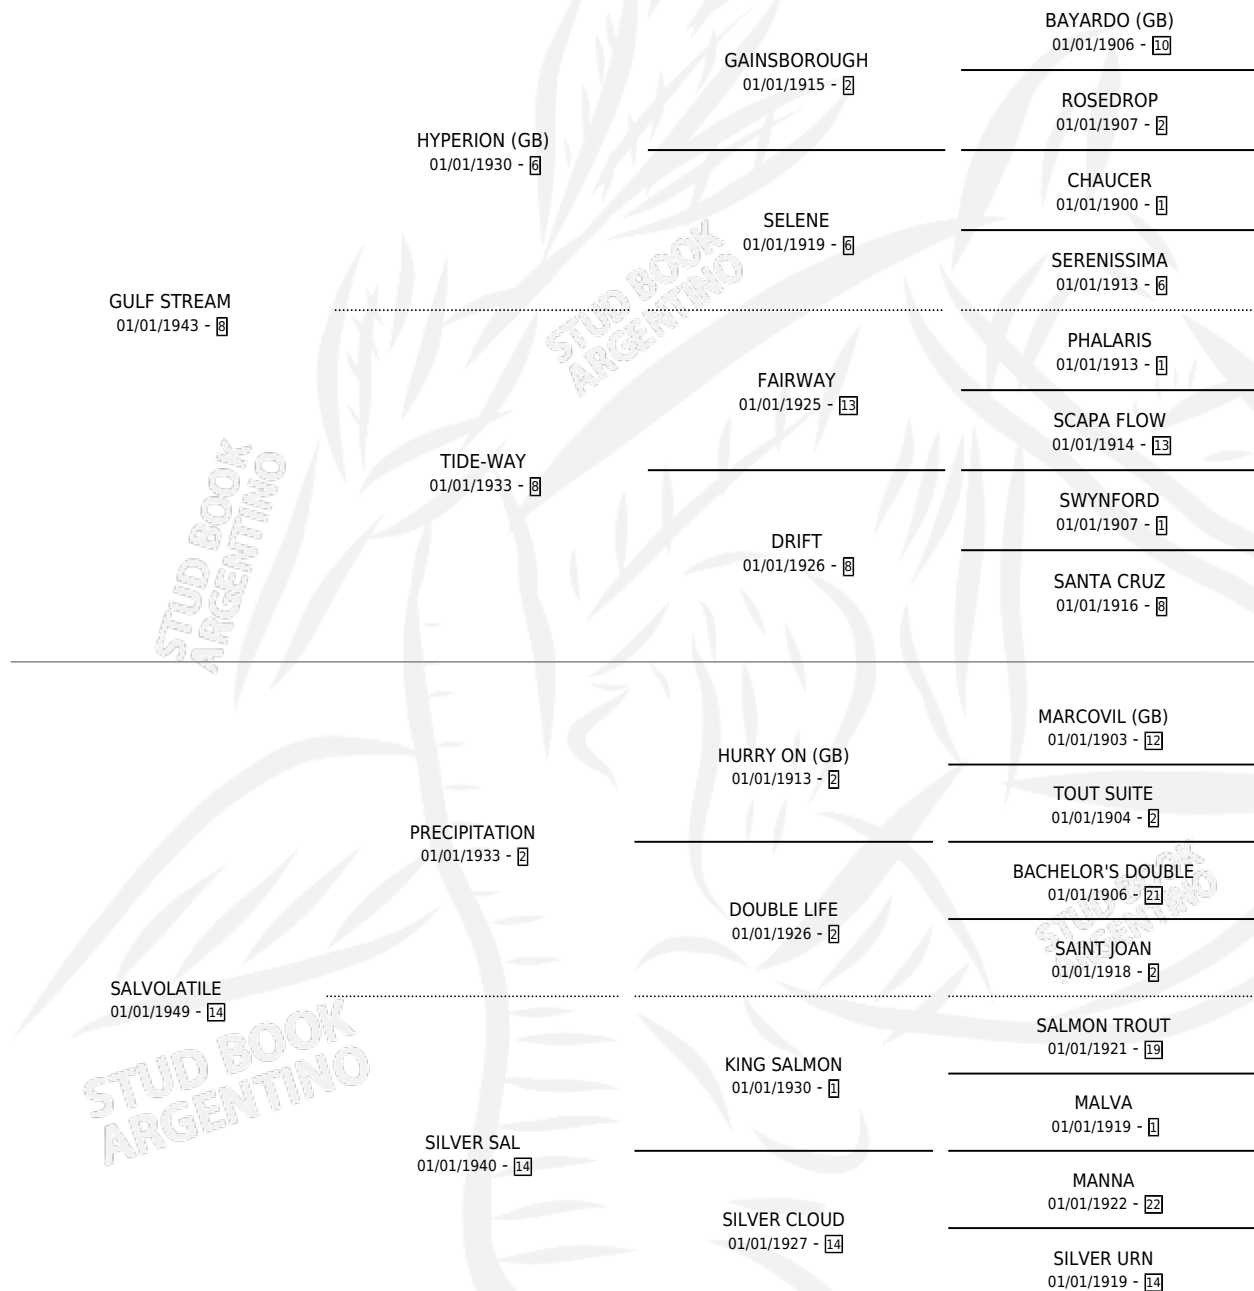 BAYARDO (GB)
01/01/1906 - 10
GAINSBOROUGH
01/01/1915 - 2
ROSEDROP
01/01/1907 - 2
HYPERION (GB)
01/01/1930 - 6
CHAUCER
01/01/1900 - 1
SELENE
01/01/1919 - 6
SERENISSIMA
01/01/1913 - 6
GULF STREAM
01/01/1943 - 8
STUD BOOK
ARGENTINO
PHALARIS
01/01/1913 - 1
FAIRWAY
01/01/1925 - 13
SCAPA FLOW
01/01/1914 - 13
TIDE-WAY
01/01/1933 - 8
SWYNFORD
01/01/1907 - 1
DRIFT
01/01/1926 - 8
SANTA CRUZ
01/01/1916 - 8
STUD BOOK
ARGENTINO
MARCOVIL (GB)
01/01/1903 - 12
HURRY ON (GB)
01/01/1913 - 2
TOUT SUITE
01/01/1904 - 2
PRECIPITATION
01/01/1933 - 2
BACHELOR'S DOUBLE
01/01/1906 - 21
DOUBLE LIFE
01/01/1926 - 2
SAINT JOAN
01/01/1918 - 2
STUD BOOK
ARGENTINO
SALVOLATILE
01/01/1949 - 14
SALMON TROUT
01/01/1921 - 19
KING SALMON
01/01/1930 - 1
MALVA
01/01/1919 - 1
STUD BOOK
ARGENTINO
SILVER SAL
01/01/1940 - 14
MANNA
01/01/1922 - 22
SILVER CLOUD
01/01/1927 - 14
SILVER URN
01/01/1919 - 14